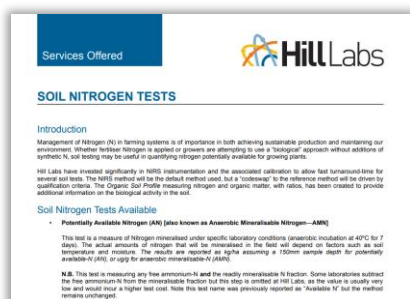 Services Offered
Hill Labs
SOIL NITROGEN TESTS
Introduction
Management of Nitrogen (N) in farming systems is of importance in both achieving sustainable production and maintaining our
environment. Whether fertiliser Nitrogen is applied or growers are attempting to use a "biological" approach without additions of
synthetic N, soil testing may be useful in quantifying nitrogen potentially available for growing plants.
Hill Labs have invested significantly in NIRS instrumentation and the associated calibration to allow fast turnaround-time for
several soil tests. The NIRS method will be the default method used, but a "codeswap" to the reference method will be driven by
qualification criteria. The Organic Soil Profile measuring nitrogen and organic matter, with ratios, has been created to provide
additional information on the biological activity in the soil.
Soil Nitrogen Tests Available
• Potentially Available Nitrogen (AN) [also known as Anaerobic Mineralisable Nitrogen—AMN]
This test is a measure of Nitrogen mineralised under specific laboratory conditions (anaerobic incubation at 40°C for 7
days). The actual amounts of nitrogen that will be mineralised in the field will depend on factors such as soil
temperature and moisture. The results are reported as kg/ha assuming a 150mm sample depth for potentially
available-N (AN), or ug/g for anaerobic mineralisable-N (AMN).
N.B. This test is measuring any free ammonium-N and the readily mineralisable N fraction. Some laboratories subtract
the free ammonium-N from the mineralisable fraction but this step is omitted at Hill Labs, as the value is usually very
low and would incur a higher test cost. Note this test name was previously reported as "Available N" but the method
remains unchanged.